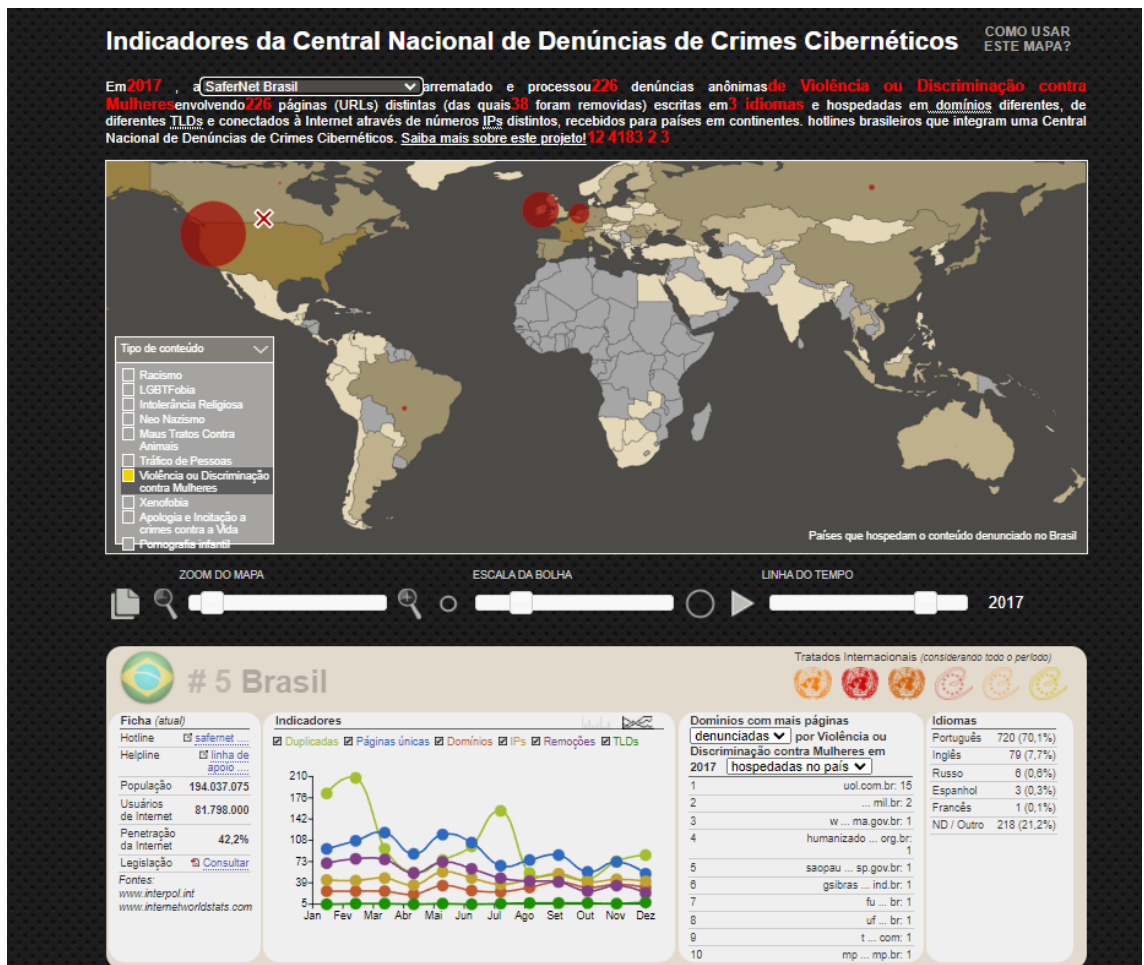 Indicadores da Central Nacional de Denúncias de Crimes Cibernéticos
COMO USAR
ESTE MAPA?
Em2017 , a SaferNet Brasil arrematado e processou226 denúncias anônimasde Violência ou Discriminação contra
Mulheresenvolvendo226 páginas (URLs) distintas (das quais38 foram removidas) escritas em3 idiomas e hospedadas em domínios diferentes, de
diferentes TLDs e conectados à Internet através de números IPs distintos, recebidos para países em continentes. hotlines brasileiros que integram uma Central
Nacional de Denúncias de Crimes Cibernéticos. Saiba mais sobre este projeto!12 4183 2 3
Tipo de conteúdo
Racismo
LGBTFobia
Intolerância Religiosa
Neo Nazismo
Maus Tratos Contra
Animais
Tráfico de Pessoas
Violência ou Discriminação
contra Mulheres
Xenofobia
Apologia e Incitação a
crimes contra a Vida
Pornografia infantil
Países que hospedam o conteúdo denunciado no Brasil
ZOOM DO MAPA
ESCALA DA BOLHA
LINHA DO TEMPO
2017
# 5 Brasil
Tratados Internacionais (considerando todo o período)
Ficha (atual)
Hotline safernet ....
Helpline linha de
apoio ....
População 194.037.075
Usuários
de Internet 81.798.000
Penetração
da Internet 42,2%
Legislação Consultar
Fontes:
www.interpol.int
www.internetworldstats.com
Indicadores
Duplicadas Páginas únicas Domínios IPs Remoções TLDs
210
176
142
108
73
39
5
Jan Fev Mar Abr Mai Jun Jul Ago Set Out Nov Dez
Domínios com mais páginas
denunciadas por Violência ou
Discriminação contra Mulheres em
2017 hospedadas no país
1 uol.com.br: 15
2 ... mil.br: 2
3 w ... ma.gov.br: 1
4 humanizado ... org.br:
1
5 saopau ... sp.gov.br: 1
6 gsibras ... ind.br: 1
7 fu ... br: 1
8 uf ... br: 1
9 t ... com: 1
10 mp ... mp.br: 1
Idiomas
Português 720 (70,1%)
Inglês 79 (7,7%)
Russo 6 (0,6%)
Espanhol 3 (0,3%)
Francês 1 (0,1%)
ND / Outro 218 (21,2%)